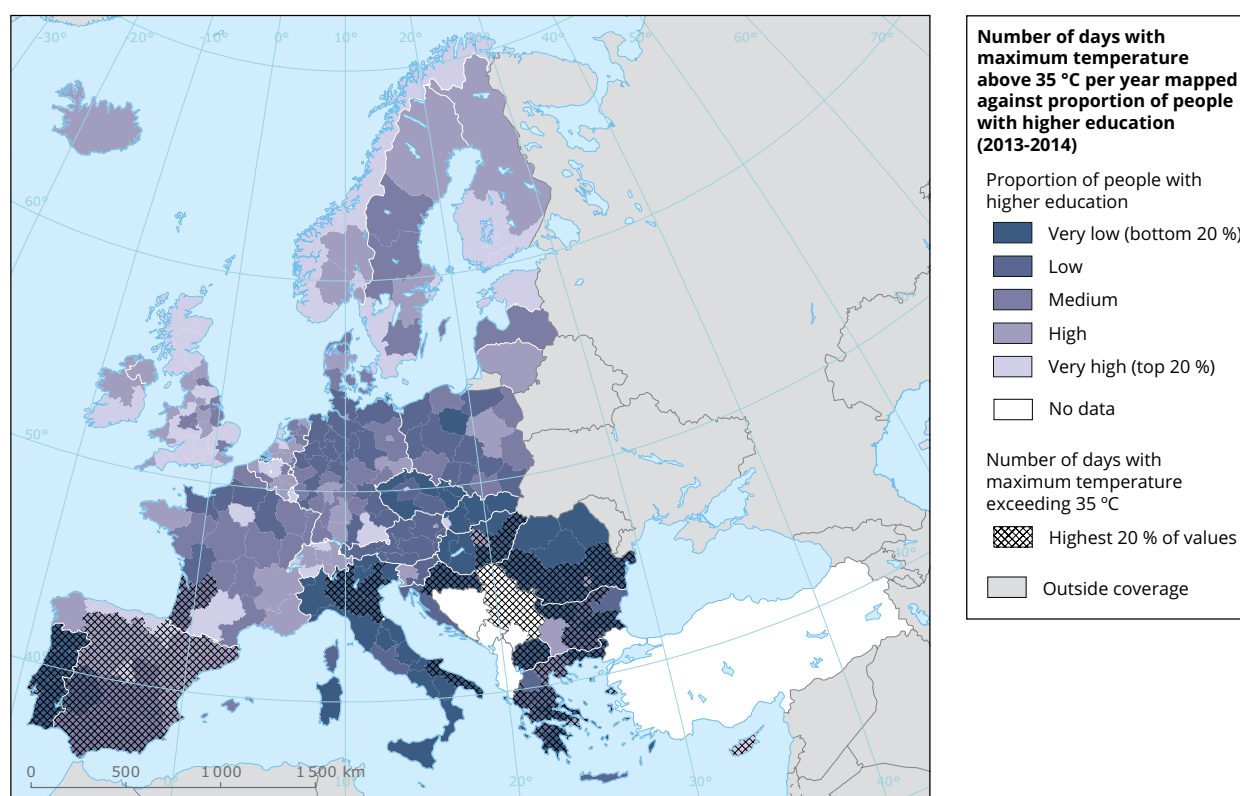 -30°
-20°
-10°
0°
10°
20°
30°
40°
50°
60°
70°
60°
50°
40°
40°
0
500
1 000
1 500 km
10°
20°
30°
40°
Number of days with
maximum temperature
above 35 °C per year mapped
against proportion of people
with higher education
(2013-2014)
Proportion of people with
higher education
Very low (bottom 20 %)
Low
Medium
High
Very high (top 20 %)
No data
Number of days with
maximum temperature
exceeding 35 ºC
Highest 20 % of values
Outside coverage